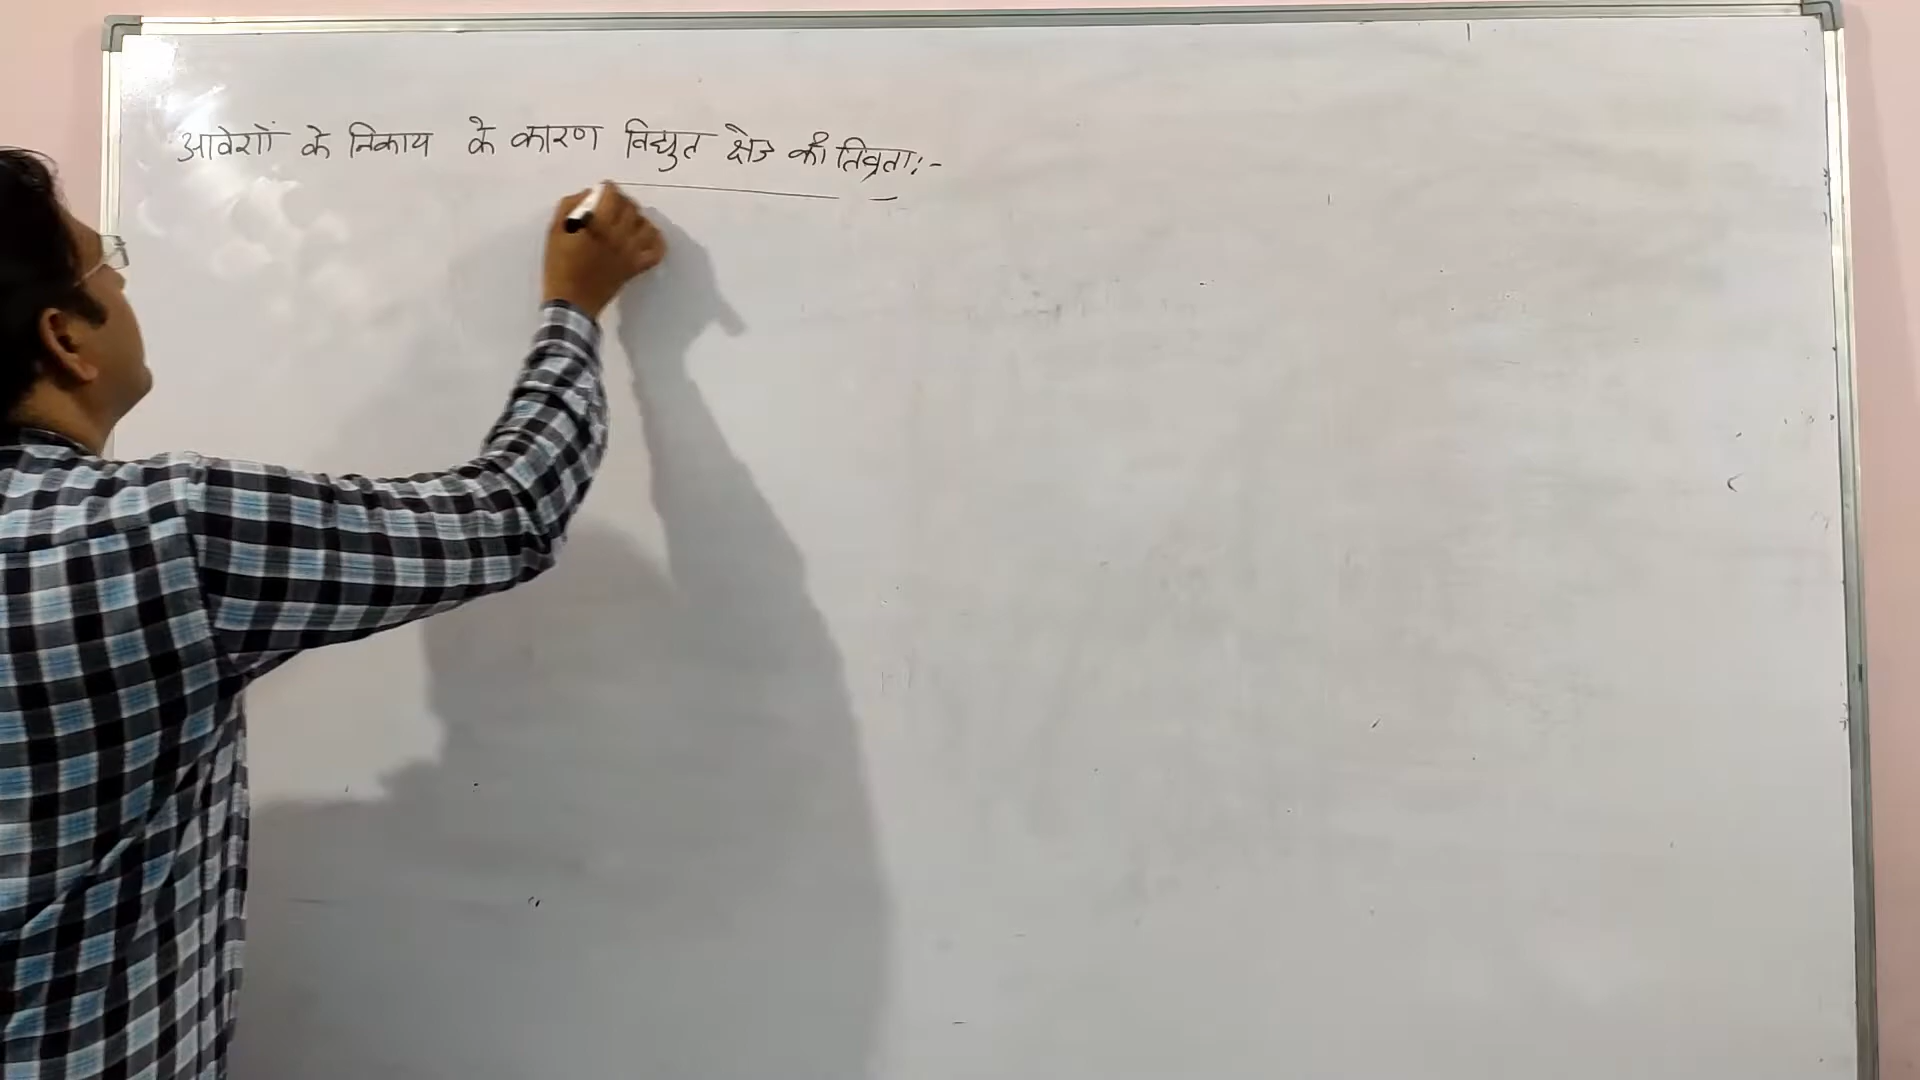 आवेशों के निकाय के कारण विद्युत क्षेत्र की तिव्रता:-